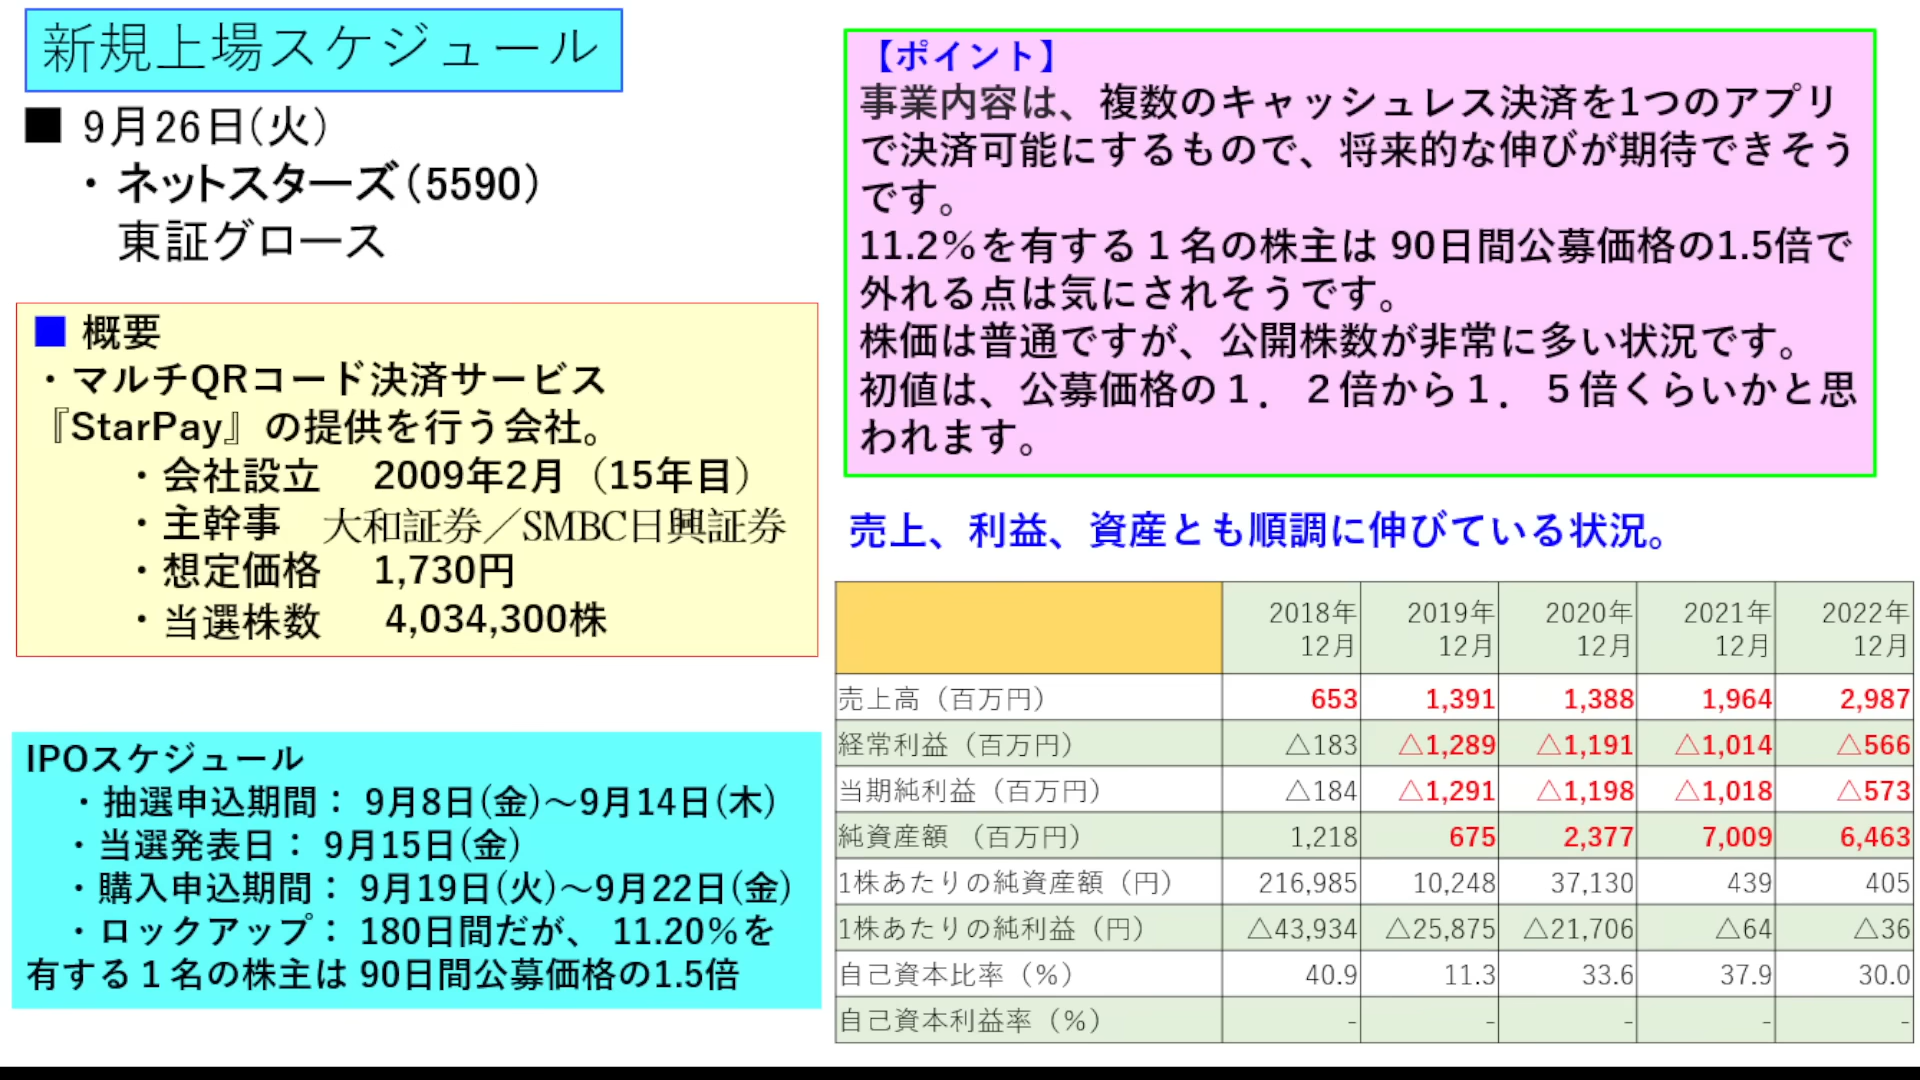 新規上場スケジュール
■ 9月26日(火)
・ネットスターズ(5590)
東証グロース
■ 概要
・マルチQRコード決済サービス
『StarPay』の提供を行う会社。
・会社設立 2009年2月（15年目）
・主幹事 大和証券／SMBC日興証券
・想定価格 1,730円
・当選株数 4,034,300株
IPOスケジュール
・抽選申込期間： 9月8日(金)～9月14日(木)
・当選発表日： 9月15日(金)
・購入申込期間： 9月19日(火)～9月22日(金)
・ロックアップ： 180日間だが、 11.20%を
有する１名の株主は 90日間公募価格の1.5倍
【ポイント】
事業内容は、複数のキャッシュレス決済を1つのアプリ
で決済可能にするもので、将来的な伸びが期待できそう
です。
11.2%を有する１名の株主は 90日間公募価格の1.5倍で
外れる点は気にされそうです。
株価は普通ですが、公開株数が非常に多い状況です。
初値は、公募価格の１．２倍から１．５倍くらいかと思
われます。
売上、利益、資産とも順調に伸びている状況。
2018年12月 2019年12月 2020年12月 2021年12月 2022年12月
売上高（百万円） 653 1,391 1,388 1,964 2,987
経常利益（百万円） △183 △1,289 △1,191 △1,014 △566
当期純利益（百万円） △184 △1,291 △1,198 △1,018 △573
純資産額 （百万円） 1,218 675 2,377 7,009 6,463
1株あたりの純資産額（円） 216,985 10,248 37,130 439 405
1株あたりの純利益（円） △43,934 △25,875 △21,706 △64 △36
自己資本比率（%） 40.9 11.3 33.6 37.9 30.0
自己資本利益率（%） - - - - -